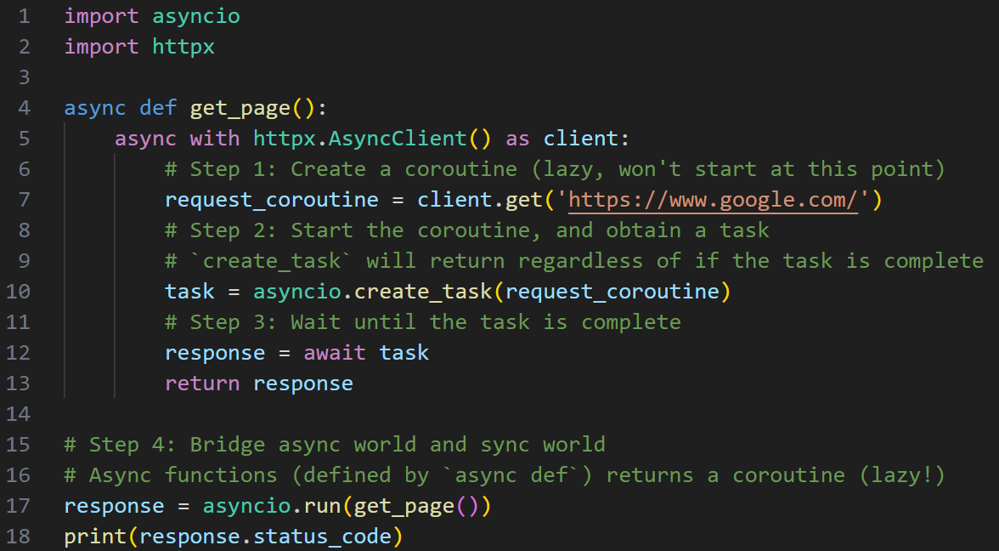 1 import asyncio
2 import httpx
3
4 async def get_page():
5     async with httpx.AsyncClient() as client:
6         # Step 1: Create a coroutine (lazy, won't start at this point)
7         request_coroutine = client.get('https://www.google.com/')
8         # Step 2: Start the coroutine, and obtain a task
9         # `create_task` will return regardless of if the task is complete
10         task = asyncio.create_task(request_coroutine)
11         # Step 3: Wait until the task is complete
12         response = await task
13         return response
14
15 # Step 4: Bridge async world and sync world
16 # Async functions (defined by `async def`) returns a coroutine (lazy!)
17 response = asyncio.run(get_page())
18 print(response.status_code)